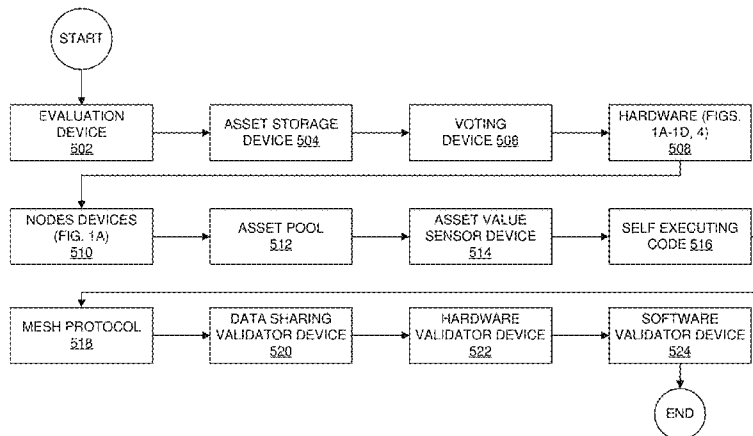 START
EVALUATION
DEVICE
502
ASSET STORAGE
DEVICE 504
VOTING
DEVICE 506
HARDWARE (FIGS.
1A-1D, 4)
508
NODES DEVICES
(FIG. 1A)
510
ASSET POOL
512
ASSET VALUE
SENSOR DEVICE
514
SELF EXECUTING
CODE 516
MESH PROTOCOL
518
DATA SHARING
VALIDATOR DEVICE
520
HARDWARE
VALIDATOR DEVICE
522
SOFTWARE
VALIDATOR DEVICE
524
END